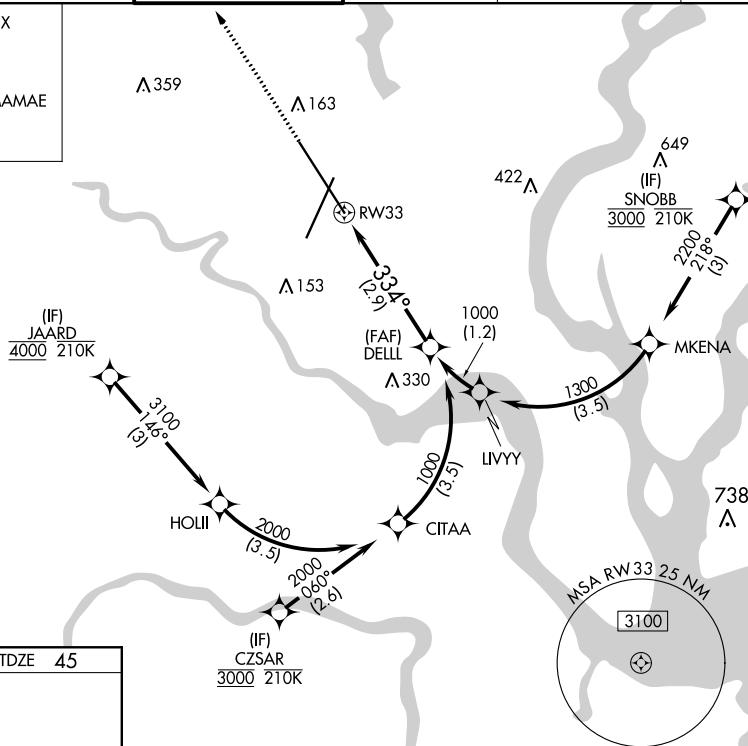 X
AMAE
359
163
649
(IF)
SNOBB
3000 210K
422
RW33
2200
218°
(3)
334°
(2.9)
153
1000
(1.2)
(IF)
JAARD
4000 210K
(FAF)
DELLL
MKENA
330
1300
(3.5)
3100
146°
(3)
LIVYY
1000
(3.5)
738
HOLII
2000
(3.5)
CITAA
2000
060°
(2.6)
MSA RW33 25 NM
3100
(IF)
CZSAR
3000 210K
TDZE 45